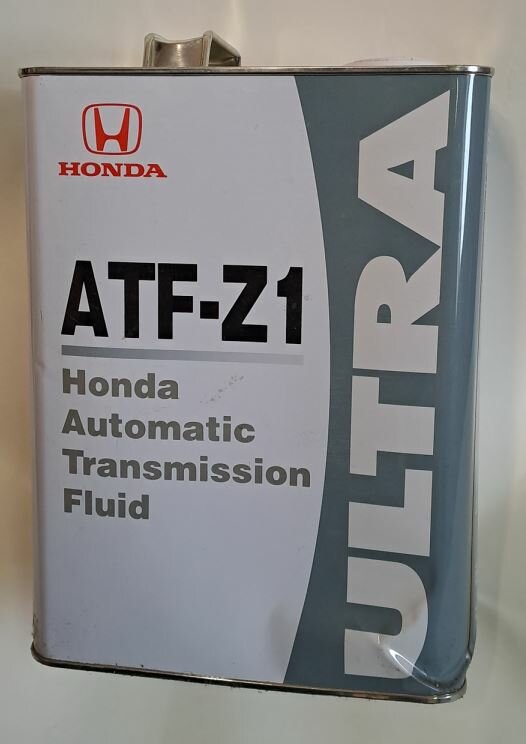 HONDA
ATF-Z1
Honda
Automatic
Transmission
Fluid
ULTRA